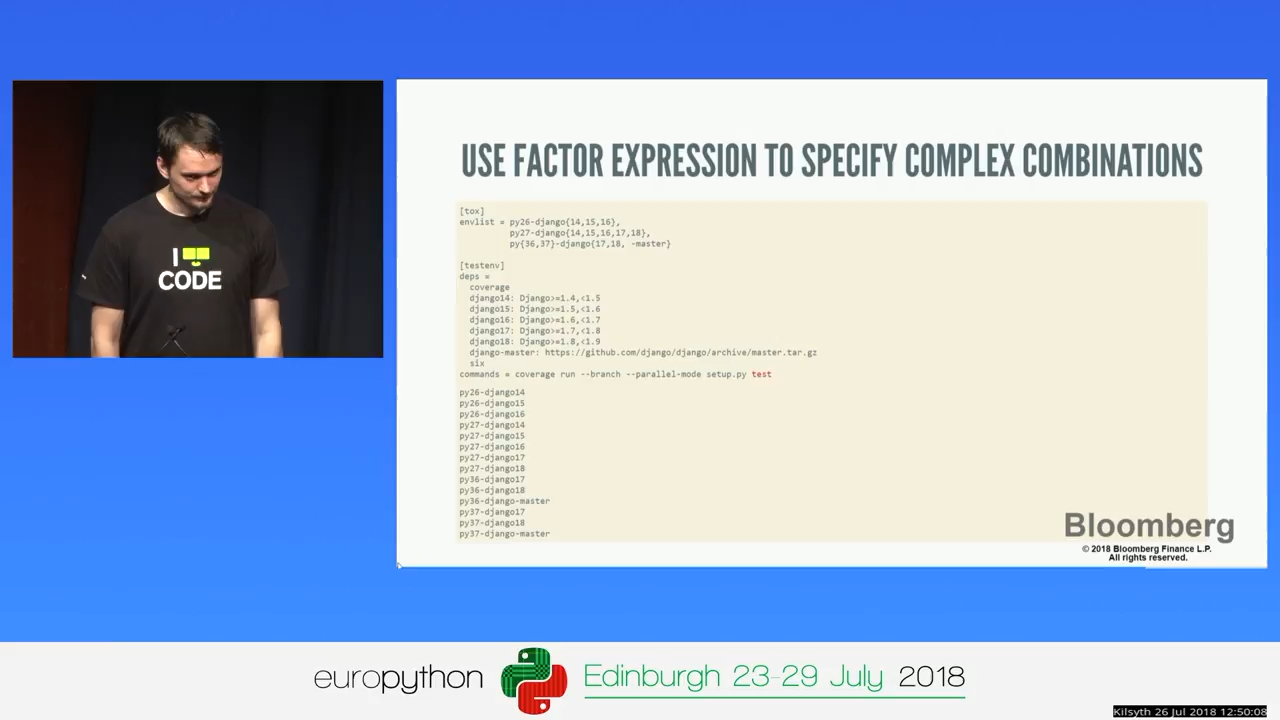 I
CODE
USE FACTOR EXPRESSION TO SPECIFY COMPLEX COMBINATIONS
[tox]
envlist = py26-django{14,15,16},
py27-django{14,15,16,17,18},
py{36,37}-django{17,18, -master}
[testenv]
deps =
coverage
django14: Django>=1.4,<1.5
django15: Django>=1.5,<1.6
django16: Django>=1.6,<1.7
django17: Django>=1.7,<1.8
django18: Django>=1.8,<1.9
django-master: https://github.com/django/django/archive/master.tar.gz
six
commands = coverage run --branch --parallel-mode setup.py test
py26-django14
py26-django15
py26-django16
py27-django14
py27-django15
py27-django16
py27-django17
py27-django18
py36-django17
py36-django18
py36-django-master
py37-django17
py37-django18
py37-django-master
Bloomberg
© 2018 Bloomberg Finance L.P.
All rights reserved.
europython
Edinburgh 23-29 July 2018
Kilsyth 26 Jul 2018 12:50:08